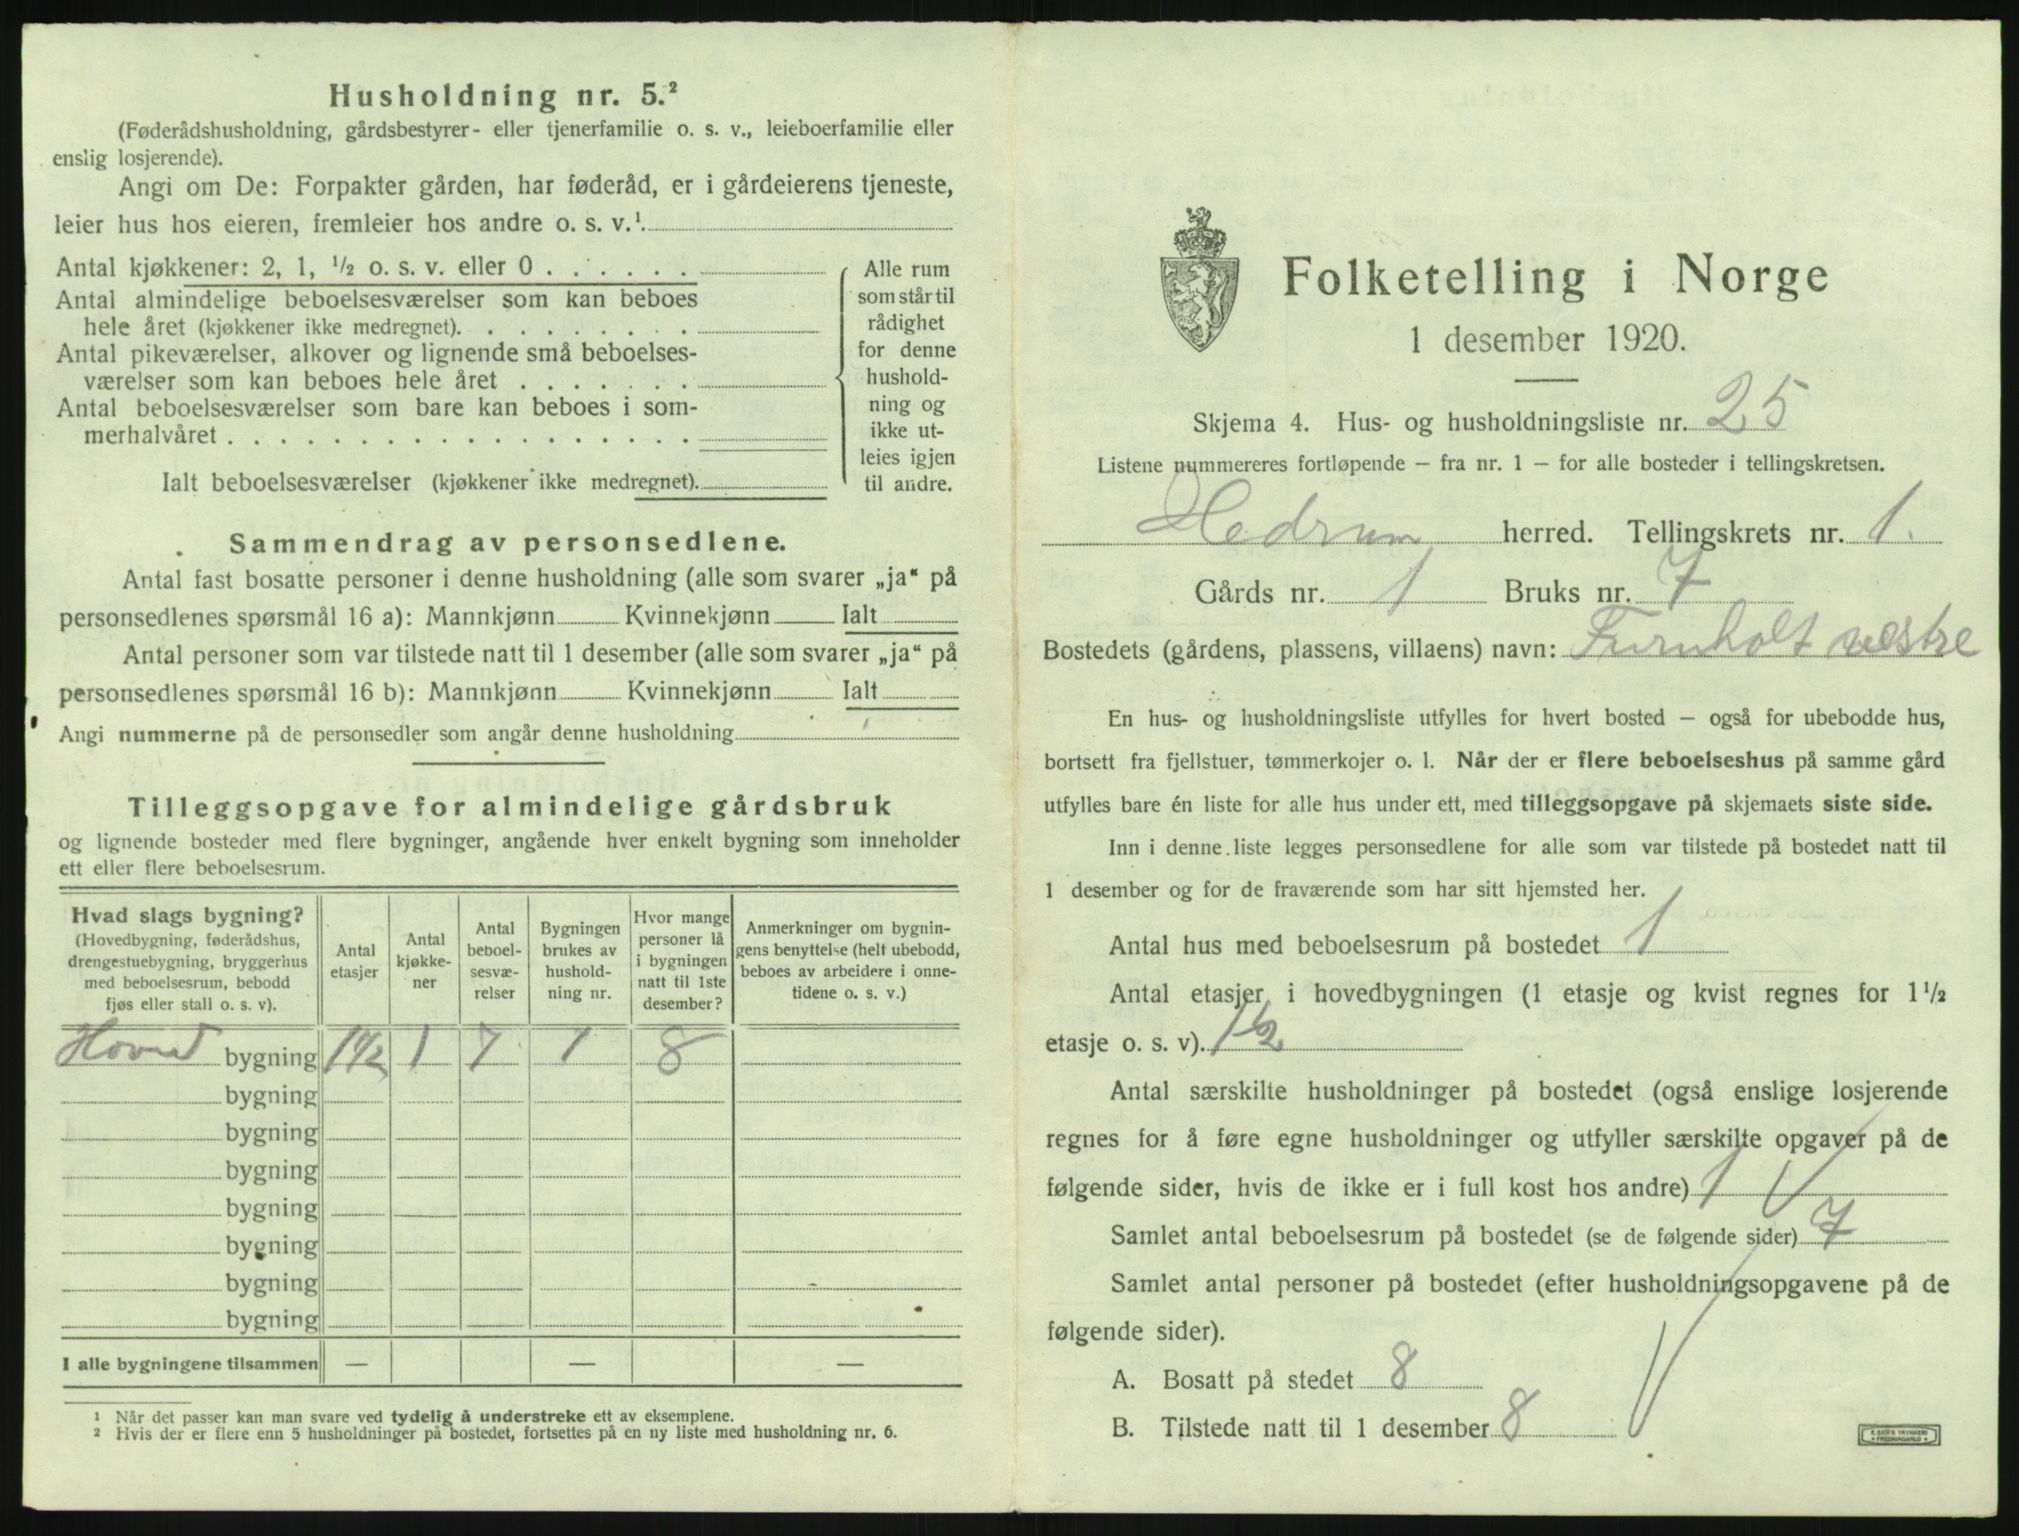 Husholdning nr. 5.²
(Føderådshusholdning, gårdsbestyrer- eller tjenerfamilie o. s. v., leieboerfamilie eller
enslig losjerende).
Angi om De: Forpakter gården, har føderåd, er i gårdeierens tjeneste,
leier hus hos eieren, fremleier hos andre o. s. v.¹.
Antal kjøkkener: 2, 1, ½ o. s. v. eller 0
Antal almindelige beboelsesværelser som kan beboes
hele året (kjøkkener ikke medregnet).
Antal pikeværelser, alkover og lignende små beboelses-
værelser som kan beboes hele året
Antal beboelsesværelser som bare kan beboes i som-
merhalvåret
Ialt beboelsesværelser (kjøkkener ikke medregnet).
Alle rum
som står til
rådighet
for denne
hushold-
ning og
ikke ut-
leies igjen
til andre.
Sammendrag av personsedlene.
Antal fast bosatte personer i denne husholdning (alle som svarer „ja“ på
personsedlenes spørsmål 16 a): Mannkjønn Kvinnekjønn Ialt
Antal personer som var tilstede natt til 1 desember (alle som svarer „ja“ på
personsedlenes spørsmål 16 b): Mannkjønn Kvinnekjønn Ialt
Angi nummerne på de personsedler som angår denne husholdning
Tilleggsopgave for almindelige gårdsbruk
og lignende bosteder med flere bygninger, angående hver enkelt bygning som inneholder
ett eller flere beboelsesrum.
Hvad slags bygning?
(Hovedbygning, føderådshus,
drengestuebygning, bryggerhus
med beboelsesrum, bebodd
fjøs eller stall o. s. v).
Antal
etasjer
Antal
kjøkke-
ner
Antal
beboel-
sesvæ-
relser
Bygningen
brukes av
hushold-
ning nr.
Hvor mange
personer lå
i bygningen
natt til 1ste
desember?
Anmerkninger om bygnin-
gens benyttelse (helt ubebodd,
beboes av arbeidere i onne-
tidene o. s. v.)
Hoved bygning 1½ 1 7 1 8
bygning
bygning
bygning
bygning
bygning
bygning
bygning
I alle bygningene tilsammen — — —
¹ Når det passer kan man svare ved tydelig å understreke ett av eksemplene.
² Hvis der er flere enn 5 husholdninger på bostedet, fortsettes på en ny liste med husholdning nr. 6.
Folketelling i Norge
1 desember 1920.
Skjema 4. Hus- og husholdningsliste nr. 25
Listene nummereres fortløpende – fra nr. 1 – for alle bosteder i tellingskretsen.
Hedrum herred. Tellingskrets nr. 1.
Gårds nr. 1 Bruks nr. 7
Bostedets (gårdens, plassens, villaens) navn: Furuholt vestre
En hus- og husholdningsliste utfylles for hvert bosted – også for ubebodde hus,
bortsett fra fjellstuer, tømmerkojer o. l. Når der er flere beboelseshus på samme gård
utfylles bare én liste for alle hus under ett, med tilleggsopgave på skjemaets siste side.
Inn i denne liste legges personsedlene for alle som var tilstede på bostedet natt til
1 desember og for de fraværende som har sitt hjemsted her.
Antal hus med beboelsesrum på bostedet 1
Antal etasjer i hovedbygningen (1 etasje og kvist regnes for 1½
etasje o. s. v). 1½
Antal særskilte husholdninger på bostedet (også enslige losjerende
regnes for å føre egne husholdninger og utfyller særskilte opgaver på de
følgende sider, hvis de ikke er i full kost hos andre) 1
Samlet antal beboelsesrum på bostedet (se de følgende sider) 7
Samlet antal personer på bostedet (efter husholdningsopgavene på de
følgende sider).
A. Bosatt på stedet 8
B. Tilstede natt til 1 desember 8